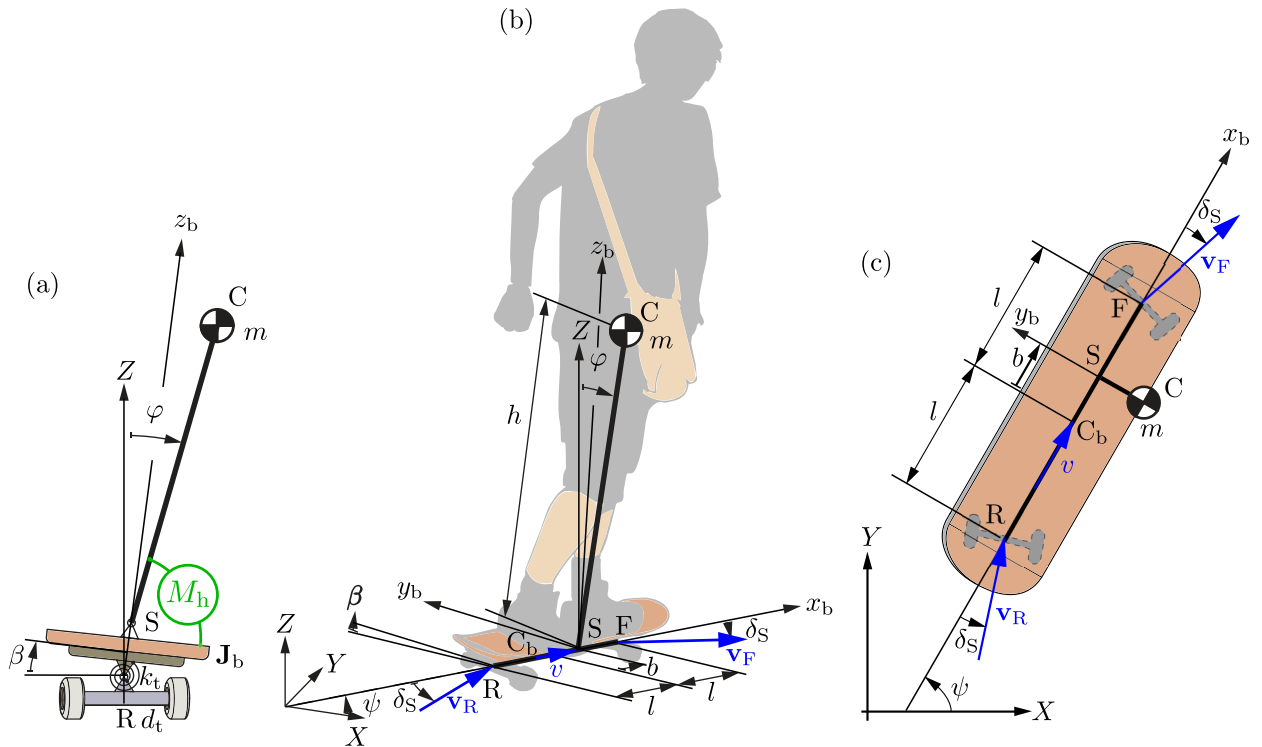 (a)
z_b
C
m
Z
φ
M_h
S
β
J_b
k_t
R
d_t
(b)
z_b
C
Z
m
φ
h
β
y_b
S
F
x_b
C_b
δ_S
v
b
v_F
Z
Y
R
ψ
δ_S
v_R
l
l
X
(c)
x_b
δ_S
v_F
l
F
y_b
S
b
C
l
C_b
m
v
R
Y
v_R
δ_S
ψ
X